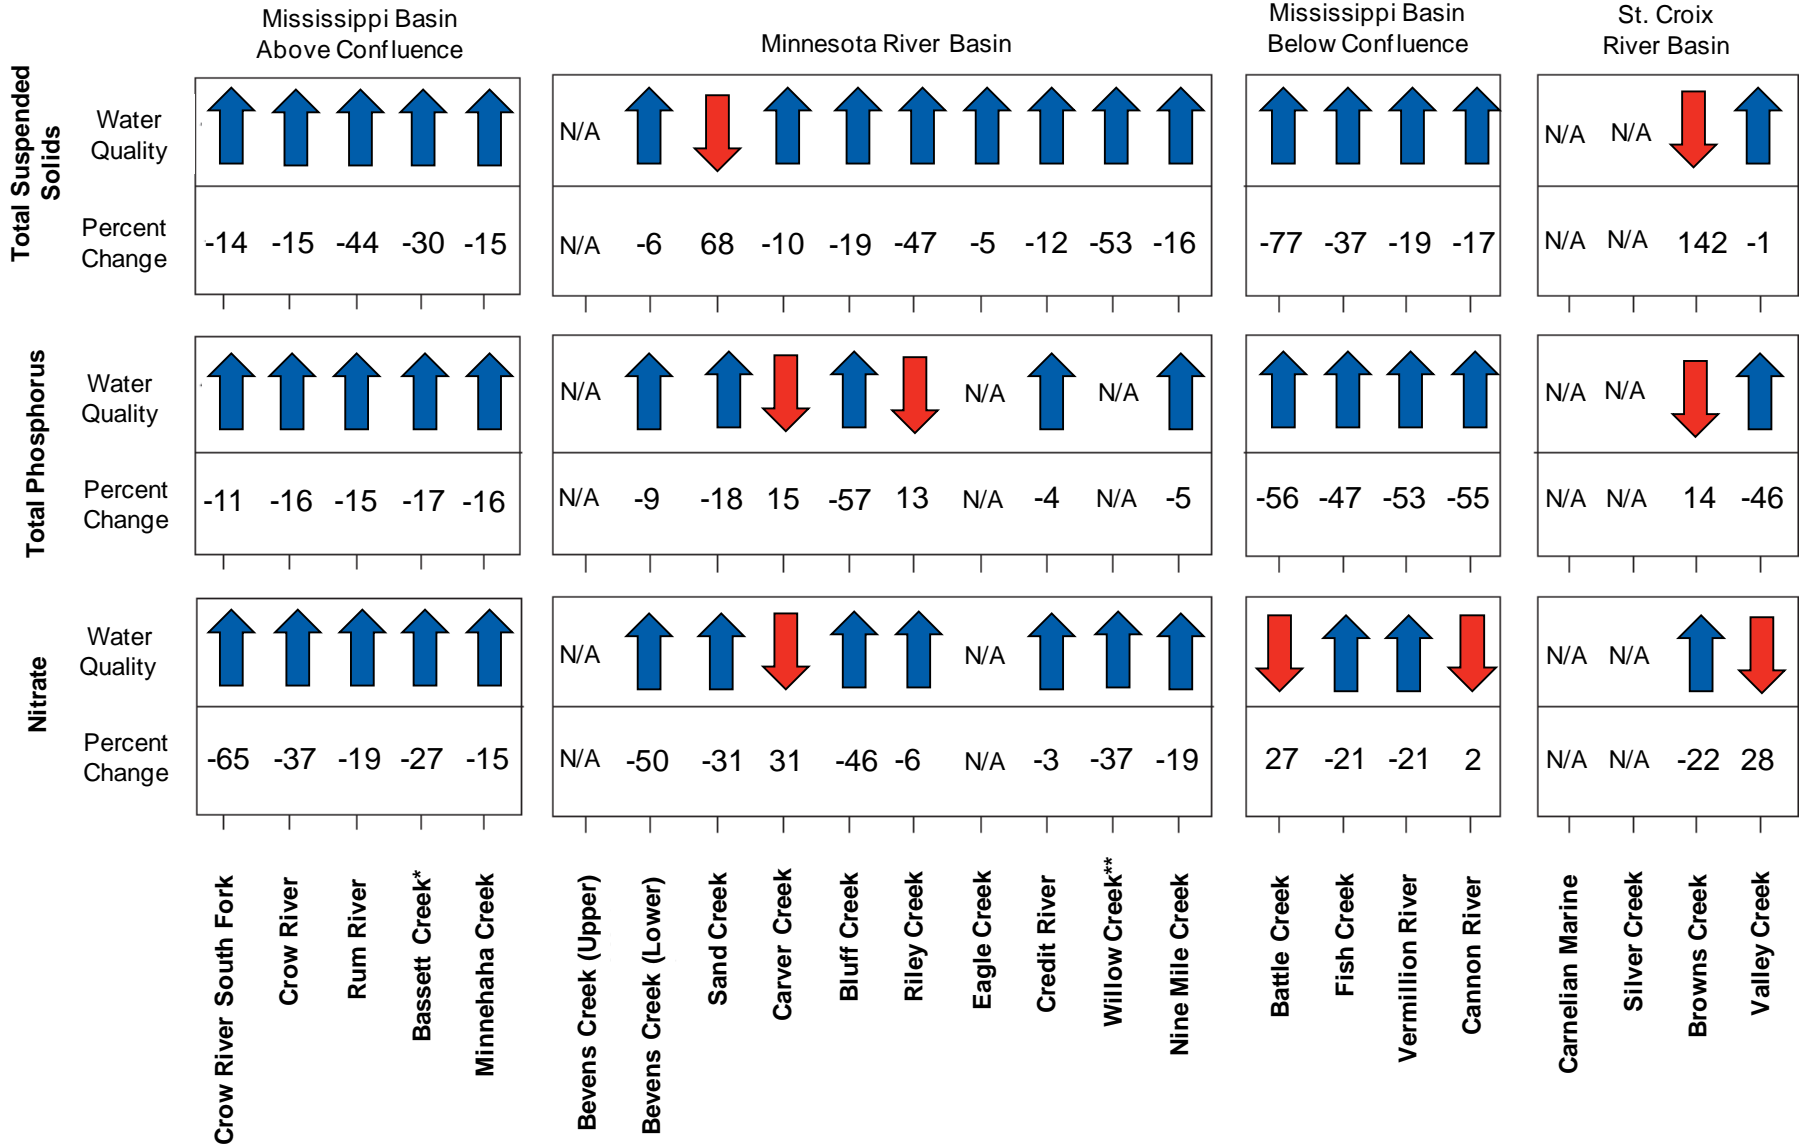 Mississippi Basin
Above Confluence
Minnesota River Basin
Mississippi Basin
Below Confluence
St. Croix
River Basin
Total Suspended
Solids
Water
Quality
N/A
N/A N/A
Percent
Change
-14 -15 -44 -30 -15
N/A -6 68 -10 -19 -47 -5 -12 -53 -16
-77 -37 -19 -17
N/A N/A 142 -1
Total Phosphorus
Water
Quality
N/A N/A N/A
N/A N/A
Percent
Change
-11 -16 -15 -17 -16
N/A -9 -18 15 -57 13 N/A -4 N/A -5
-56 -47 -53 -55
N/A N/A 14 -46
Nitrate
Water
Quality
N/A N/A
N/A N/A
Percent
Change
-65 -37 -19 -27 -15
N/A -50 -31 31 -46 -6 N/A -3 -37 -19
27 -21 -21 2
N/A N/A -22 28
Crow River South Fork
Crow River
Rum River
Bassett Creek*
Minnehaha Creek
Bevens Creek (Upper)
Bevens Creek (Lower)
Sand Creek
Carver Creek
Bluff Creek
Riley Creek
Eagle Creek
Credit River
Willow Creek**
Nine Mile Creek
Battle Creek
Fish Creek
Vermillion River
Cannon River
Carnelian Marine
Silver Creek
Browns Creek
Valley Creek